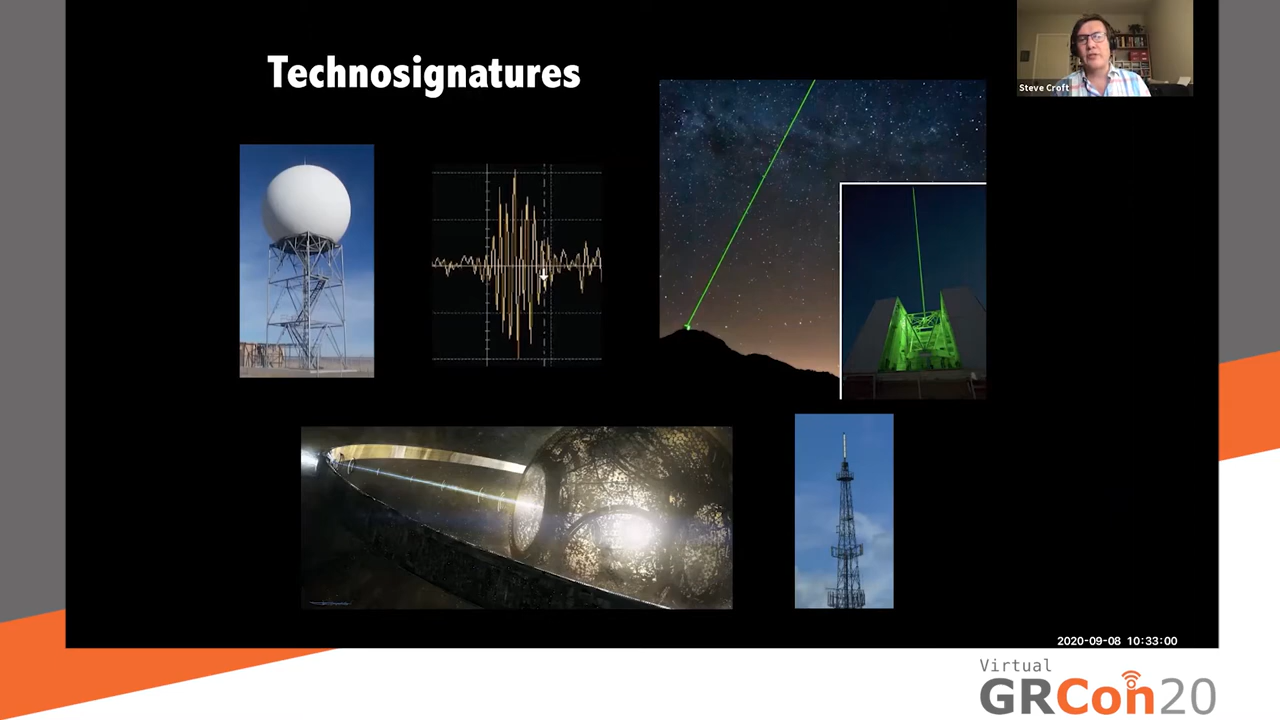 Technosignatures
Steve Croft
2020-09-08 10:33:00
Virtual
GRCon20